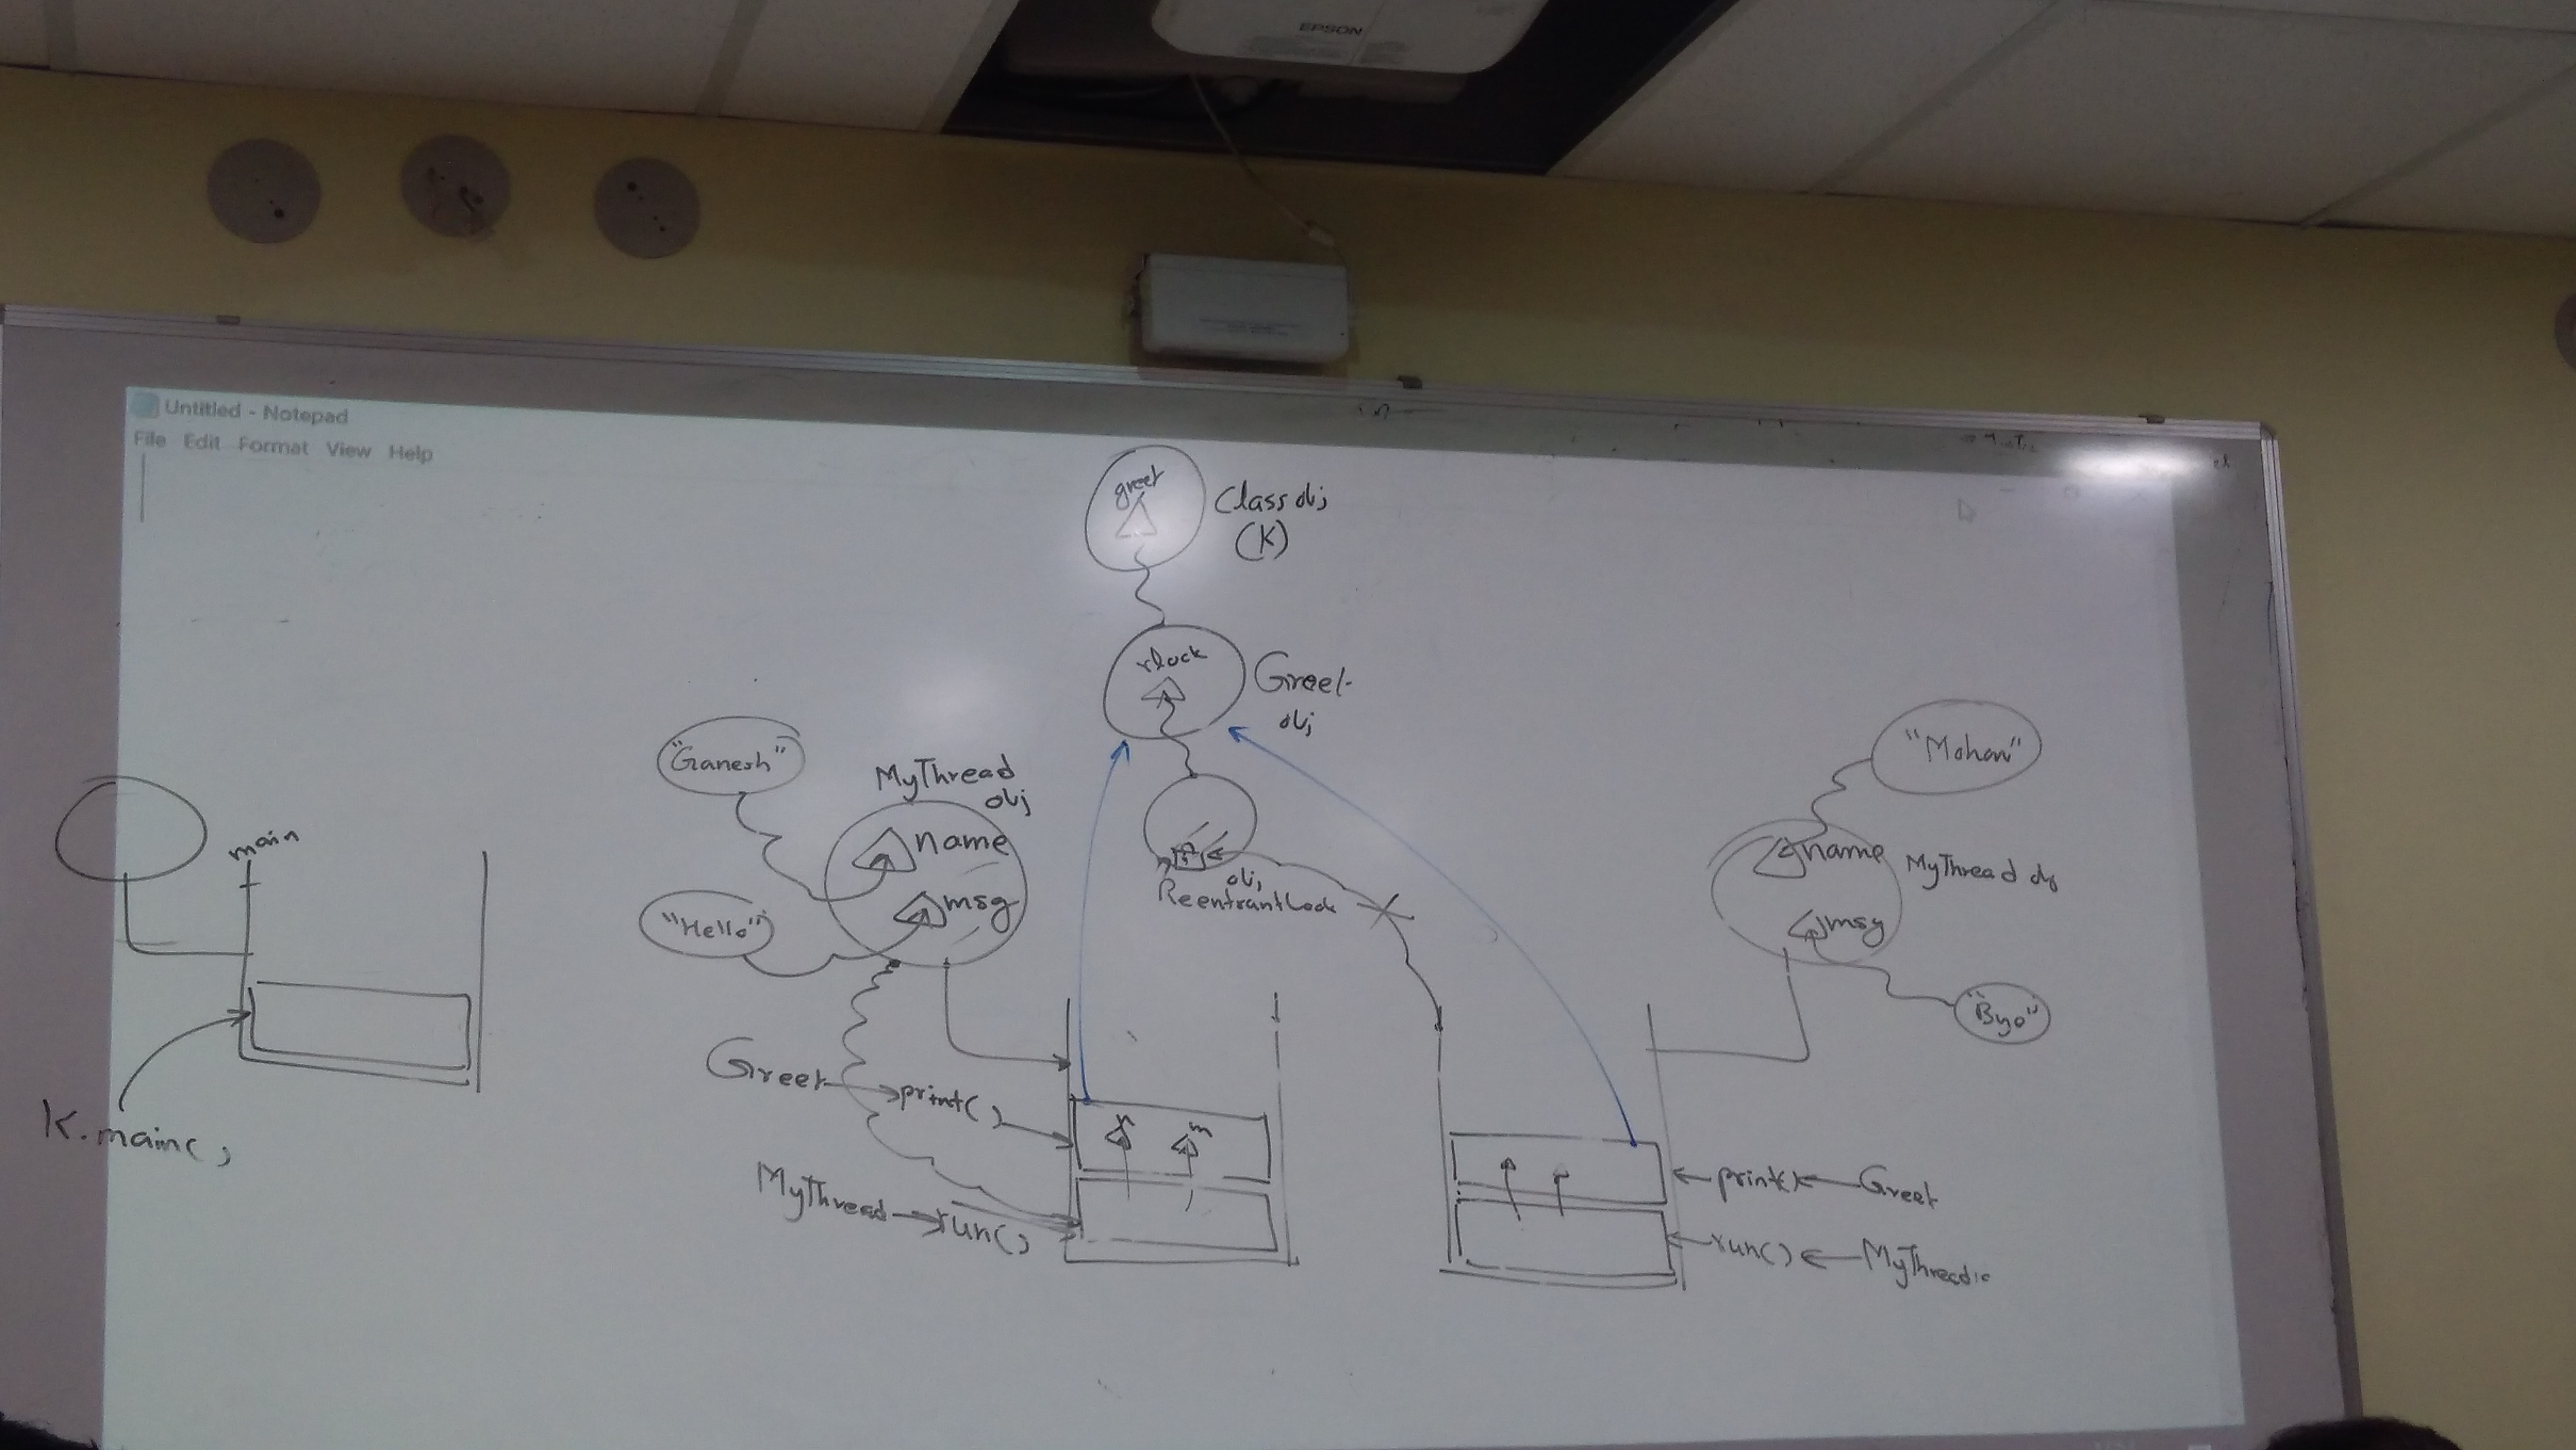 EPSON
Untitled - Notepad
File Edit Format View Help
greet
Class obj
(K)
rlock
Greet
obj
"Ganesh"
MyThread
obj
name
msg
"Hello"
obj
ReentrantLock
"Mohan"
name
MyThread obj
msg
"Bye"
main
K.main()
Greet
print()
n
m
MyThread
run()
print()
Greet
run()
MyThread